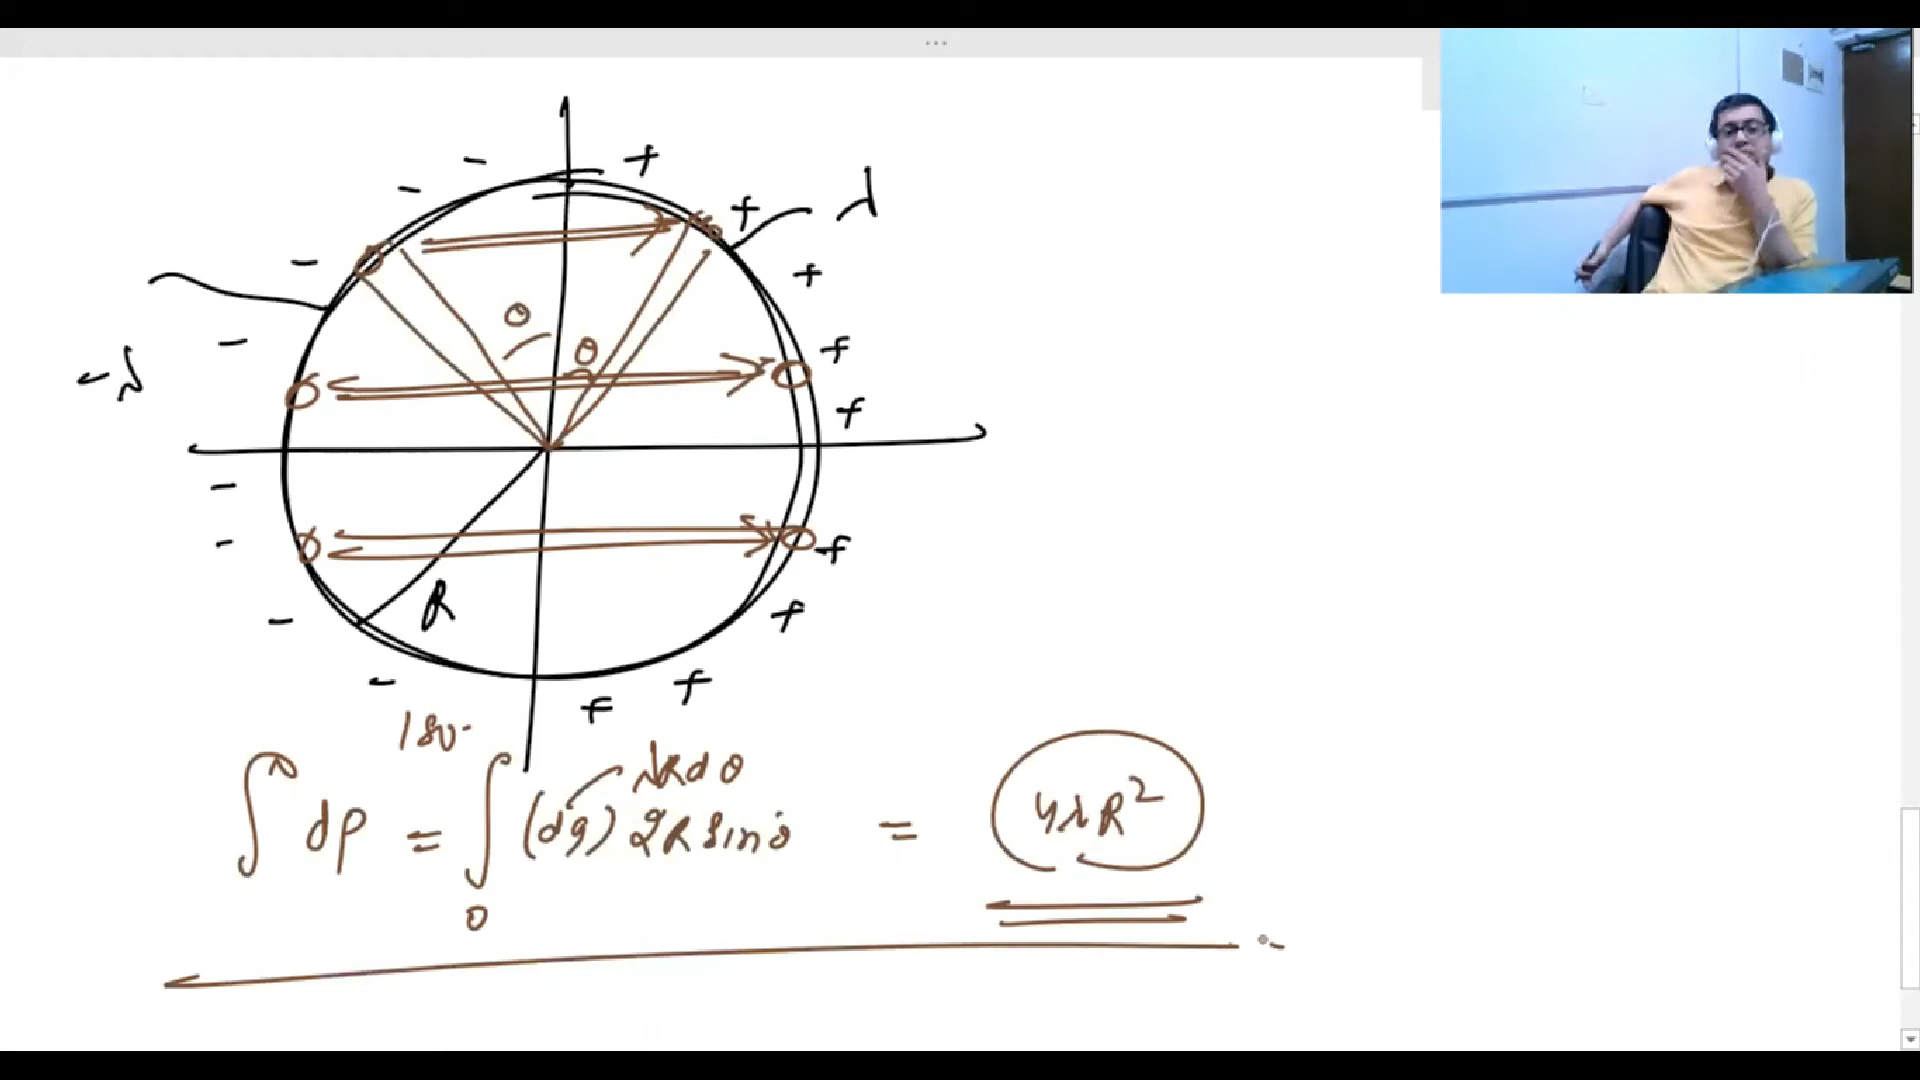 - - +
+ λ
- + 
- +
-λ θ θ +
+
-
- +
- R +
- +
+
180°
∫ dp = ∫₀ (dq) 2R sinθ = 4λR²
λRdθ